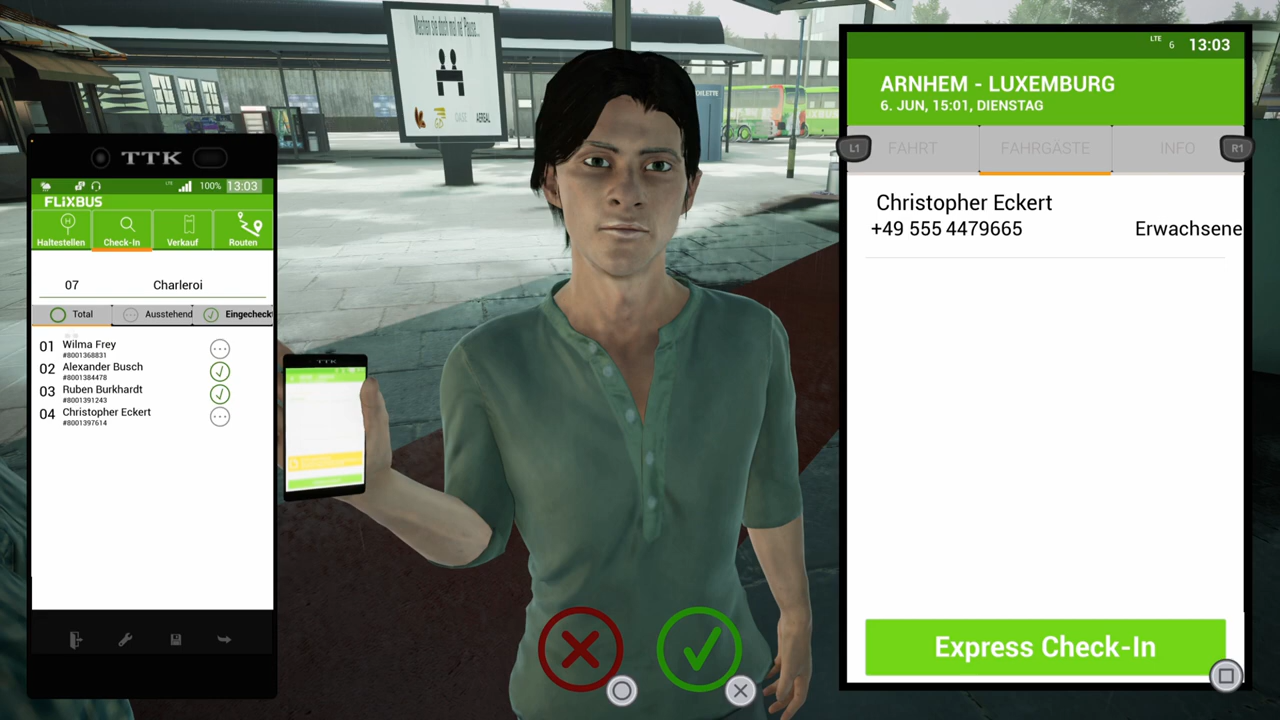 Machen sie doch mal ne' Pause...
AEREAL
TOILETTE
TTK
100% 13:03
FLiXBUS
Haltestellen Check-In Verkauf Routen
07 Charleroi
Total Ausstehend Eingecheckt
01 Wilma Frey
#8001368831
02 Alexander Busch
#8001384478
03 Ruben Burkhardt
#8001391243
04 Christopher Eckert
#8001397614
TTK
LTE 6 13:03
ARNHEM - LUXEMBURG
6. JUN, 15:01, DIENSTAG
L1 FAHRT FAHRGÄSTE INFO R1
Christopher Eckert
+49 555 4479665 Erwachsene
Express Check-In